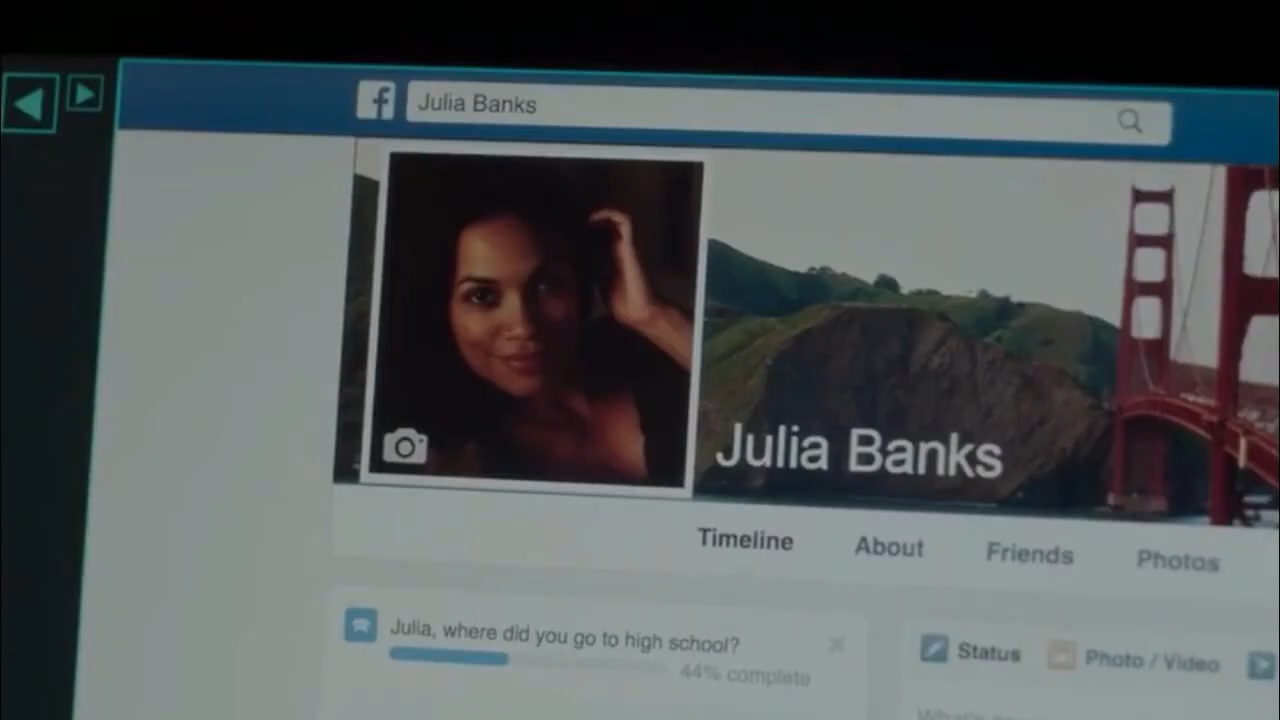 f Julia Banks
Julia Banks
Timeline About Friends Photos
Julia, where did you go to high school?
44% complete
Status Photo / Video